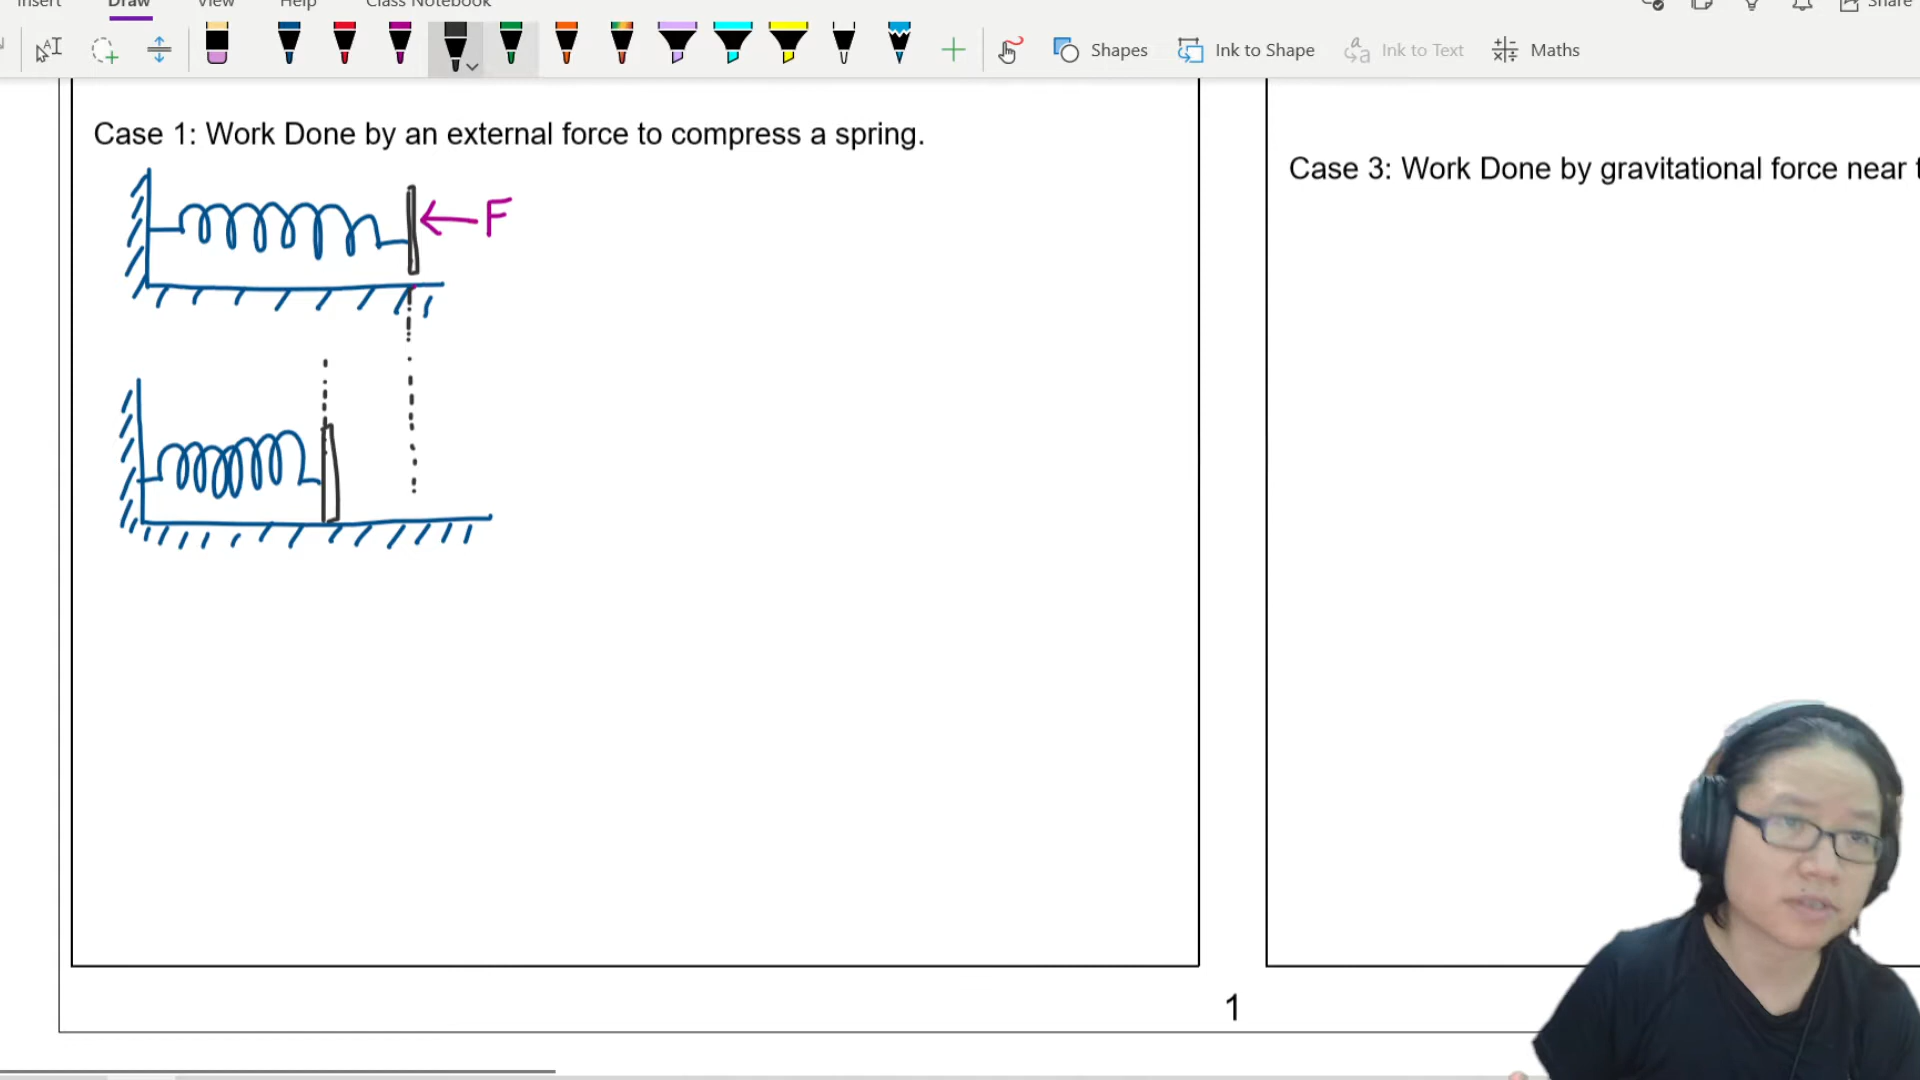 Insert Draw View Help Class Notebook Share
Shapes Ink to Shape Ink to Text Maths
Case 1: Work Done by an external force to compress a spring.
F
Case 3: Work Done by gravitational force near
1